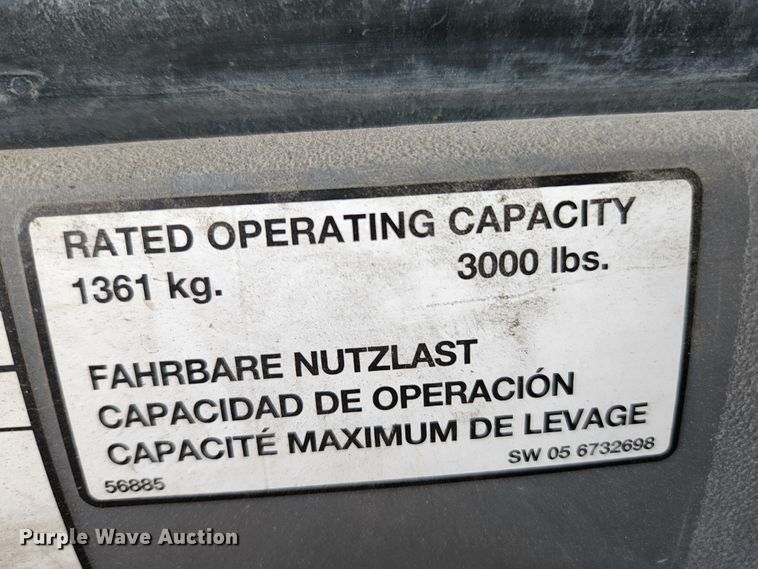 RATED OPERATING CAPACITY
1361 kg. 3000 lbs.
FAHRBARE NUTZLAST
CAPACIDAD DE OPERACIÓN
CAPACITÉ MAXIMUM DE LEVAGE
56885 SW 05 6732698
Purple Wave Auction®